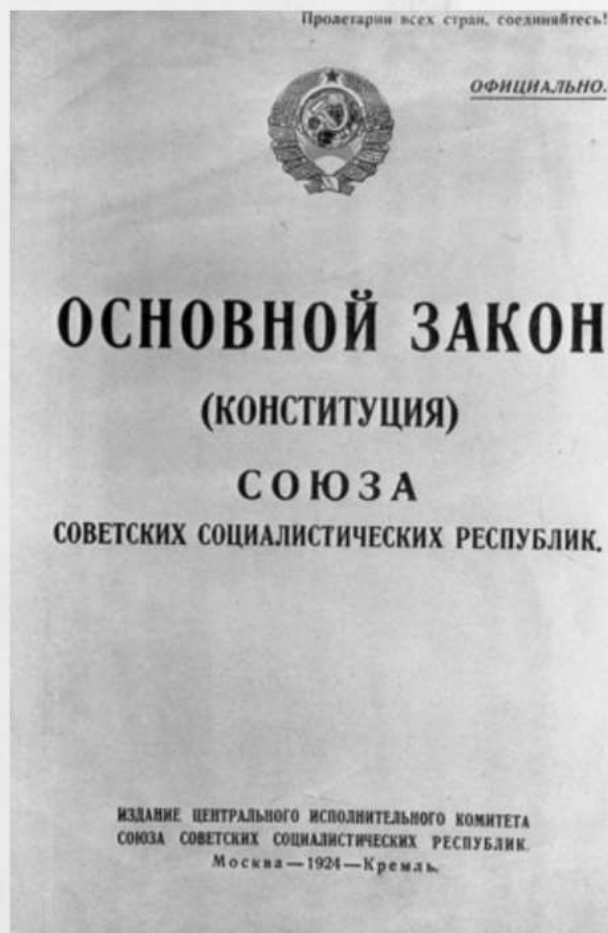 Пролетарии всех стран, соединяйтесь!
ОФИЦИАЛЬНО.
ОСНОВНОЙ ЗАКОН
(КОНСТИТУЦИЯ)
СОЮЗА
СОВЕТСКИХ СОЦИАЛИСТИЧЕСКИХ РЕСПУБЛИК.
ИЗДАНИЕ ЦЕНТРАЛЬНОГО ИСПОЛНИТЕЛЬНОГО КОМИТЕТА
СОЮЗА СОВЕТСКИХ СОЦИАЛИСТИЧЕСКИХ РЕСПУБЛИК.
Москва—1924—Кремль.